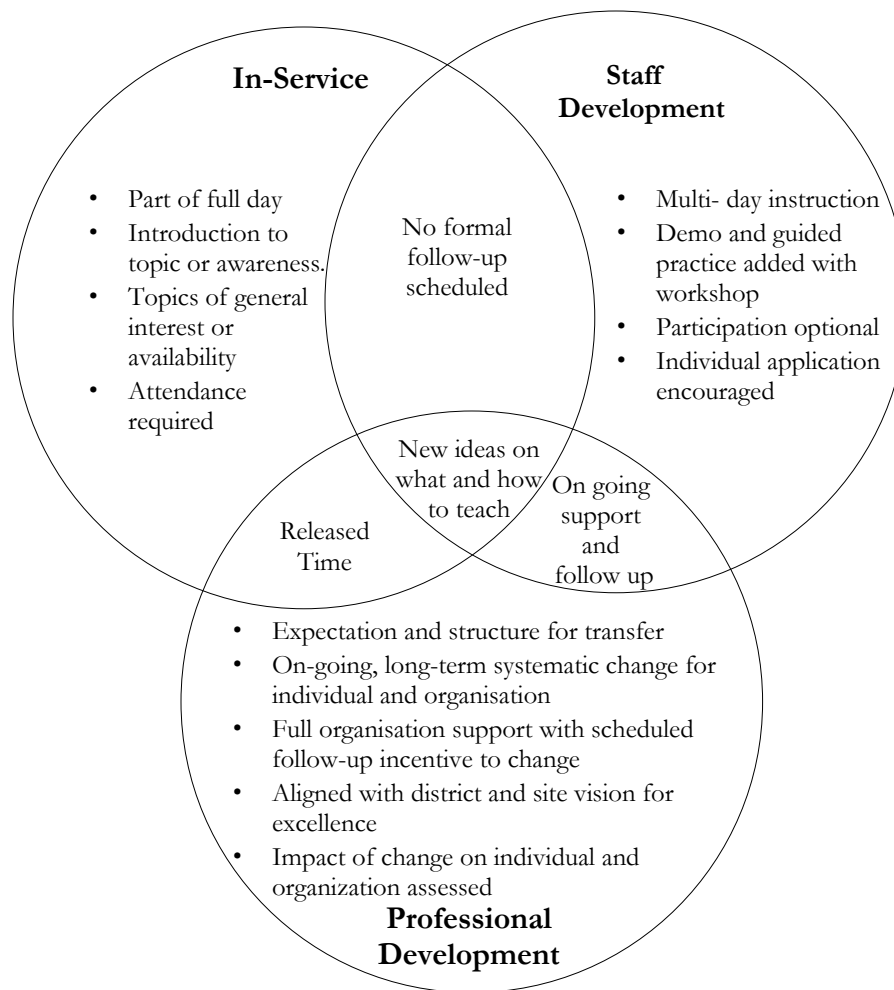 In-Service
• Part of full day
• Introduction to
topic or awareness.
• Topics of general
interest or
availability
• Attendance
required
No formal
follow-up
scheduled
Staff
Development
• Multi- day instruction
• Demo and guided
practice added with
workshop
• Participation optional
• Individual application
encouraged
New ideas on
what and how
to teach
Released
Time
On going
support
and
follow up
• Expectation and structure for transfer
• On-going, long-term systematic change for
individual and organisation
• Full organisation support with scheduled
follow-up incentive to change
• Aligned with district and site vision for
excellence
• Impact of change on individual and
organization assessed
Professional
Development